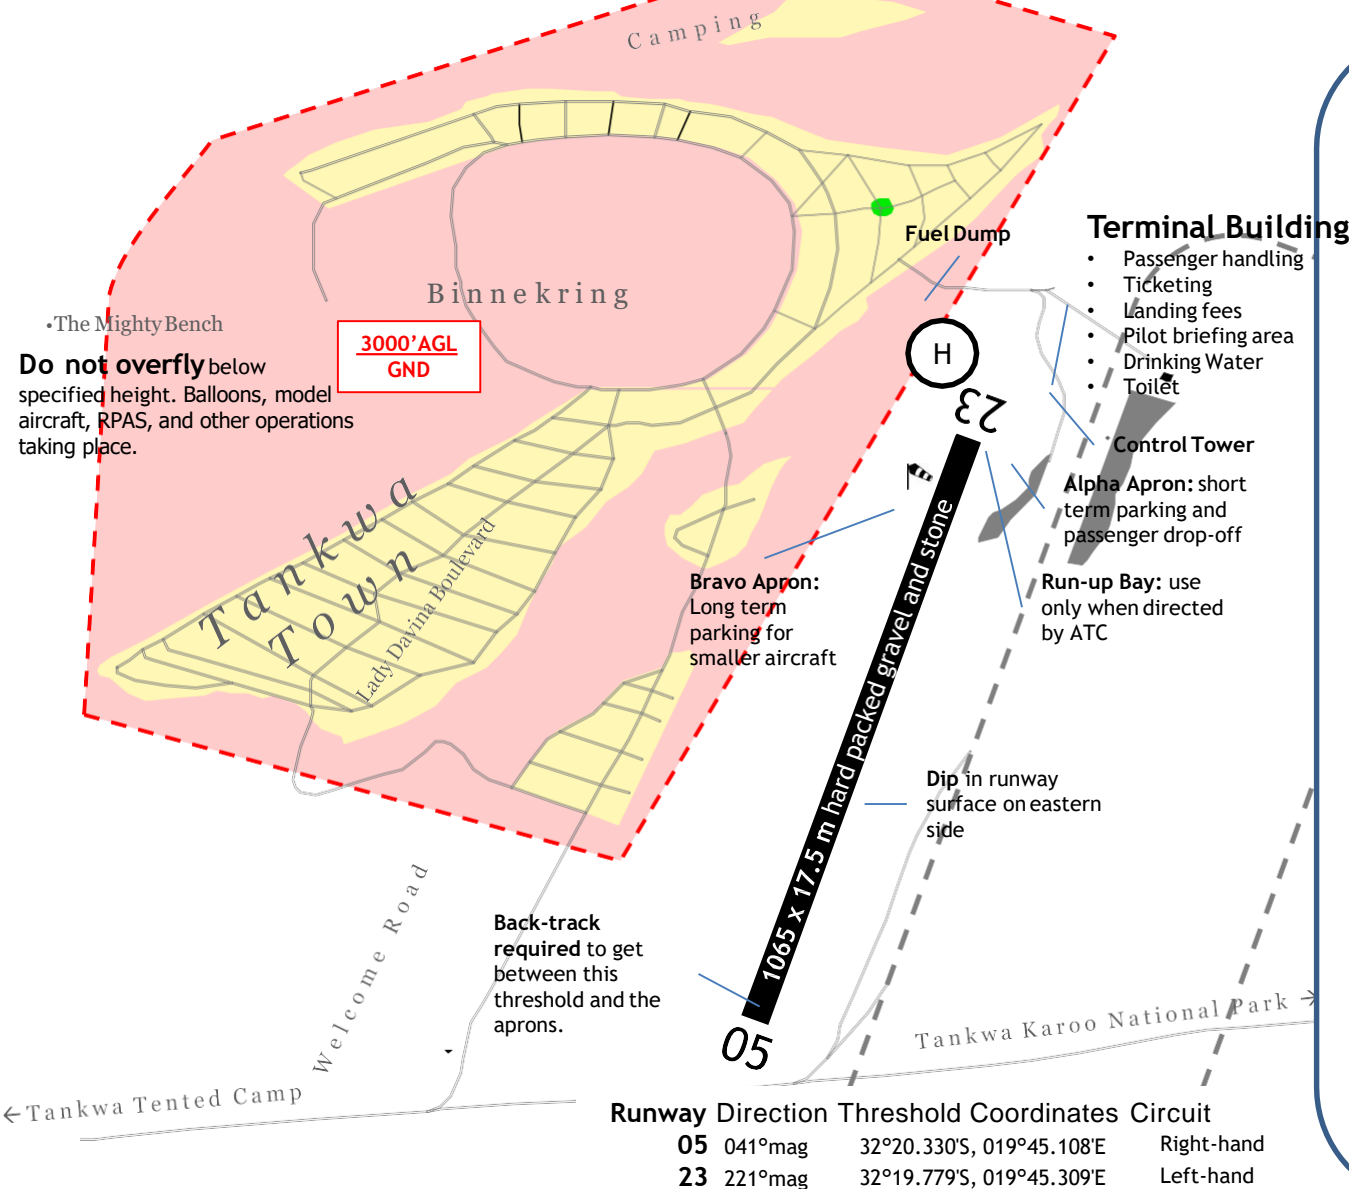 Camping
Fuel Dump
Terminal Building
• Passenger handling
• Ticketing
• Landing fees
• Pilot briefing area
• Drinking Water
• Toilet
Binnekring
•The Mighty Bench
3000’AGL
GND
Do not overfly below
specified height. Balloons, model
aircraft, RPAS, and other operations
taking place.
H
23
Control Tower
Alpha Apron: short
term parking and
passenger drop-off
Tankwa
Town
Lady Davina Boulevard
Bravo Apron:
Long term
parking for
smaller aircraft
Run-up Bay: use
only when directed
by ATC
1065 x 17.5 m hard packed gravel and stone
Dip in runway
surface on eastern
side
Welcome Road
Back-track
required to get
between this
threshold and the
aprons.
05
Tankwa Karoo National Park →
←Tankwa Tented Camp
Runway Direction Threshold Coordinates Circuit
05 041°mag 32°20.330'S, 019°45.108'E Right-hand
23 221°mag 32°19.779'S, 019°45.309'E Left-hand